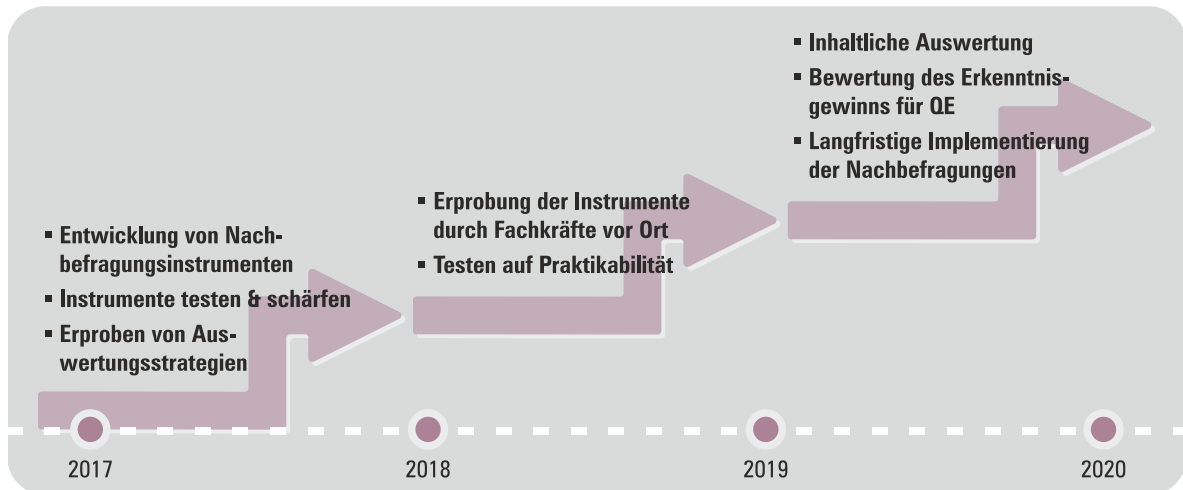 ▪ Entwicklung von Nach-
befragungsinstrumenten
▪ Instrumente testen & schärfen
▪ Erproben von Aus-
wertungsstrategien
▪ Erprobung der Instrumente
durch Fachkräfte vor Ort
▪ Testen auf Praktikabilität
▪ Inhaltliche Auswertung
▪ Bewertung des Erkenntnis-
gewinns für QE
▪ Langfristige Implementierung
der Nachbefragungen
2017
2018
2019
2020